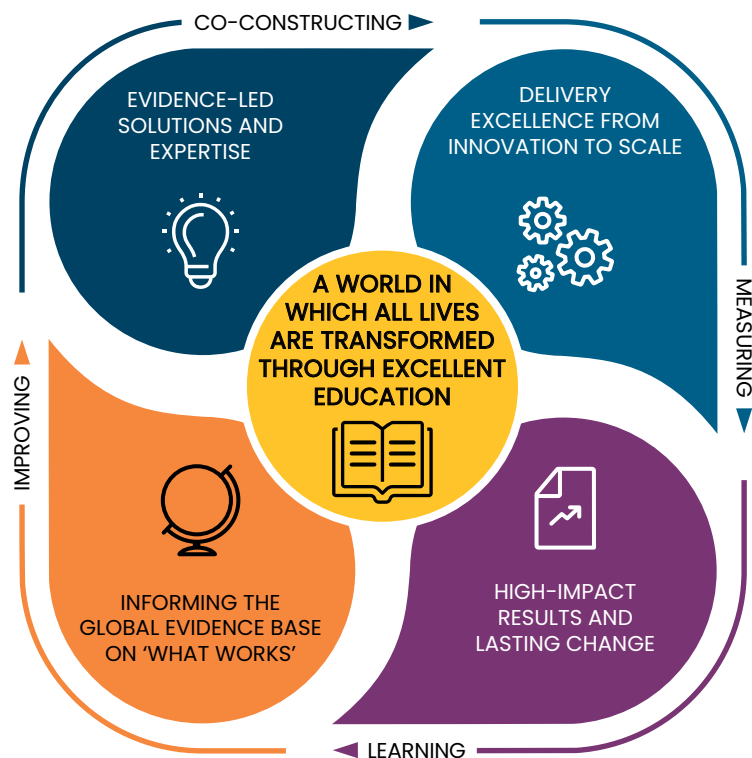 CO-CONSTRUCTING
EVIDENCE-LED
SOLUTIONS AND
EXPERTISE
DELIVERY
EXCELLENCE FROM
INNOVATION TO SCALE
MEASURING
A WORLD IN
WHICH ALL LIVES
ARE TRANSFORMED
THROUGH EXCELLENT
EDUCATION
HIGH-IMPACT
RESULTS AND
LASTING CHANGE
LEARNING
INFORMING THE
GLOBAL EVIDENCE BASE
ON ‘WHAT WORKS’
IMPROVING